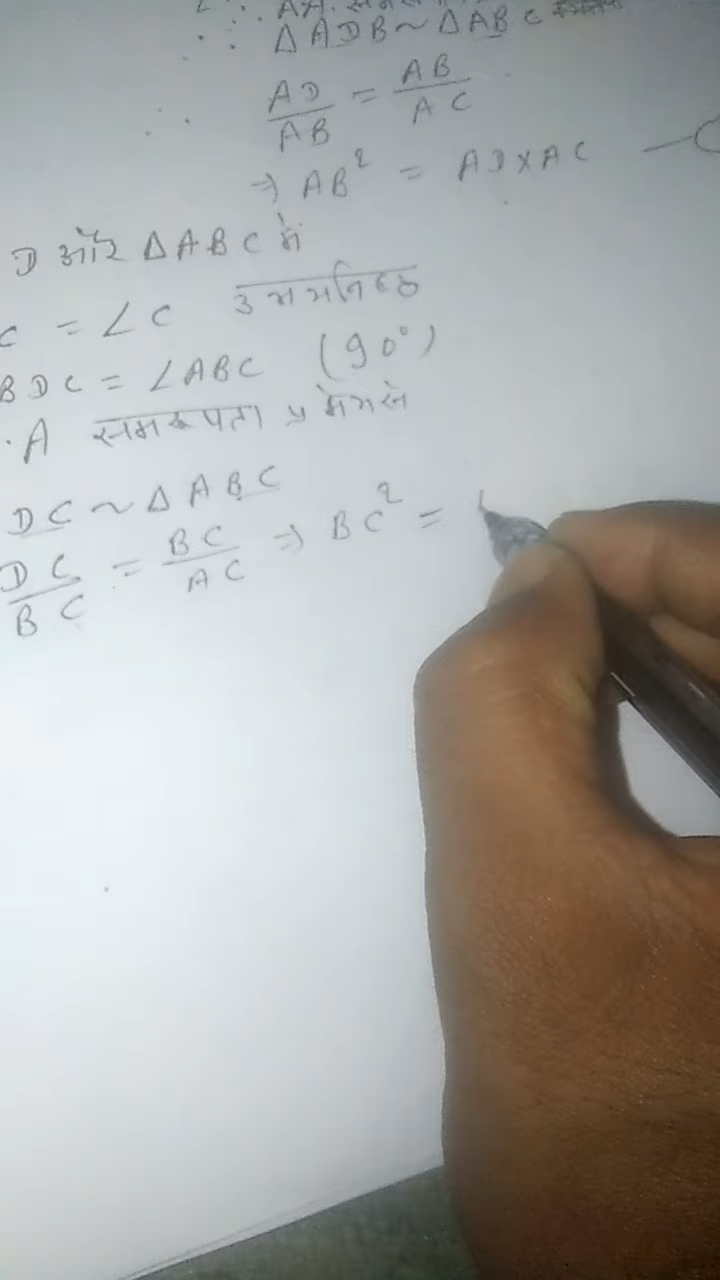 ∴ AA
∴ ΔADB ~ ΔABC
AD/AB = AB/AC
⇒ AB² = AD×AC —
D और ΔABC में
C = ∠C उभयनिष्ठ
BDC = ∠ABC (90°)
A समरूपता प्रमेय से
DC ~ ΔABC
DC/BC = BC/AC ⇒ BC² =